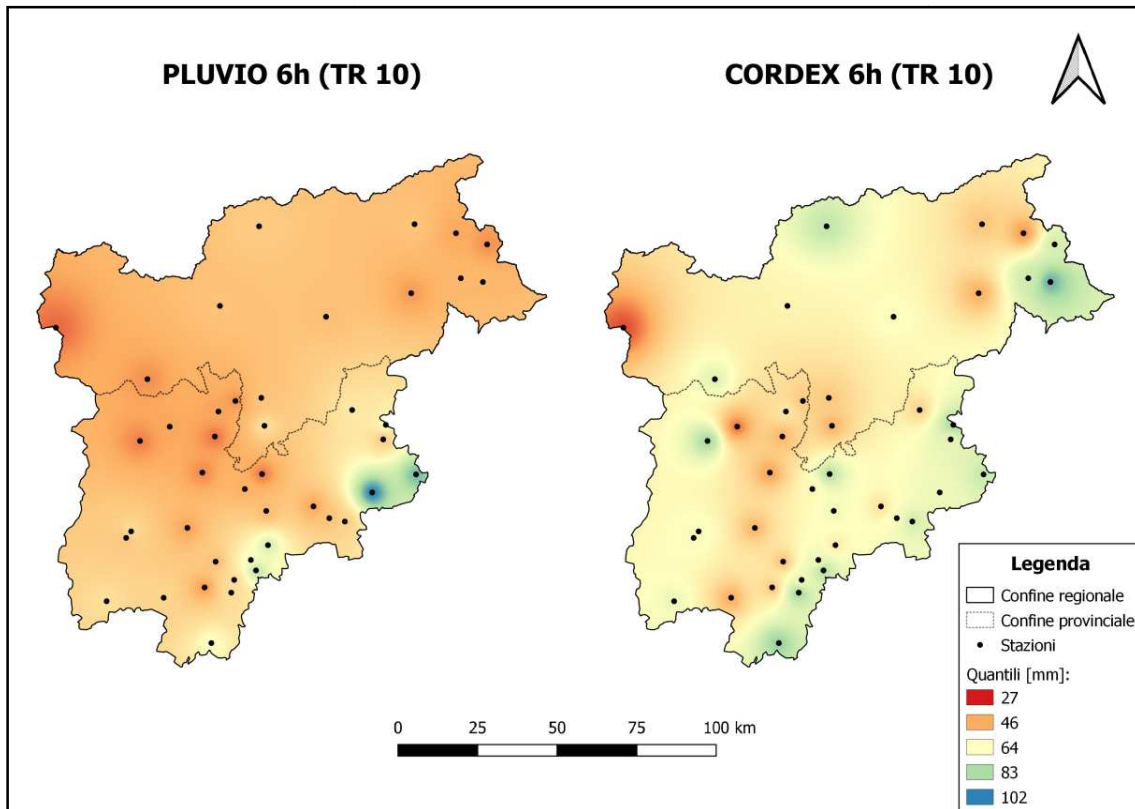 PLUVIO 6h (TR 10)
CORDEX 6h (TR 10)
0 25 50 75 100 km
Legenda
Confine regionale
Confine provinciale
Stazioni
Quantili [mm]:
27
46
64
83
102